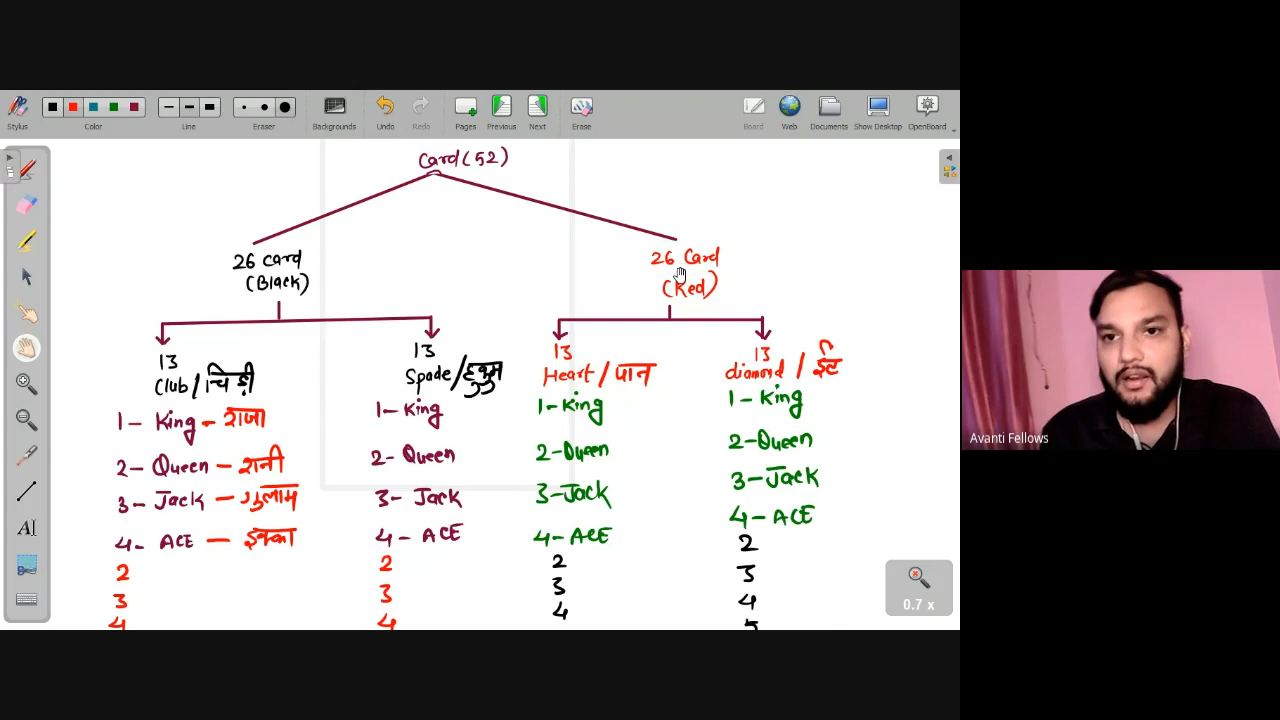 Stylus
Color
Line
Eraser
Backgrounds
Undo
Redo
Pages
Previous
Next
Erase
Board
Web
Documents
Show Desktop
OpenBoard
Card (52)
26 Card
(Black)
26 Card
(Red)
13
Club/चिड़ी
1- King - राजा
2- Queen - रानी
3- Jack - गुलाम
4- ACE - इक्का
2
3
4
13
Spade/हुकुम
1- King
2- Queen
3- Jack
4- ACE
2
3
4
13
Heart/पान
1- King
2- Queen
3- Jack
4- ACE
2
3
4
13
diamond/ईंट
1- King
2- Queen
3- Jack
4- ACE
2
3
4
5
0.7 x
Avanti Fellows